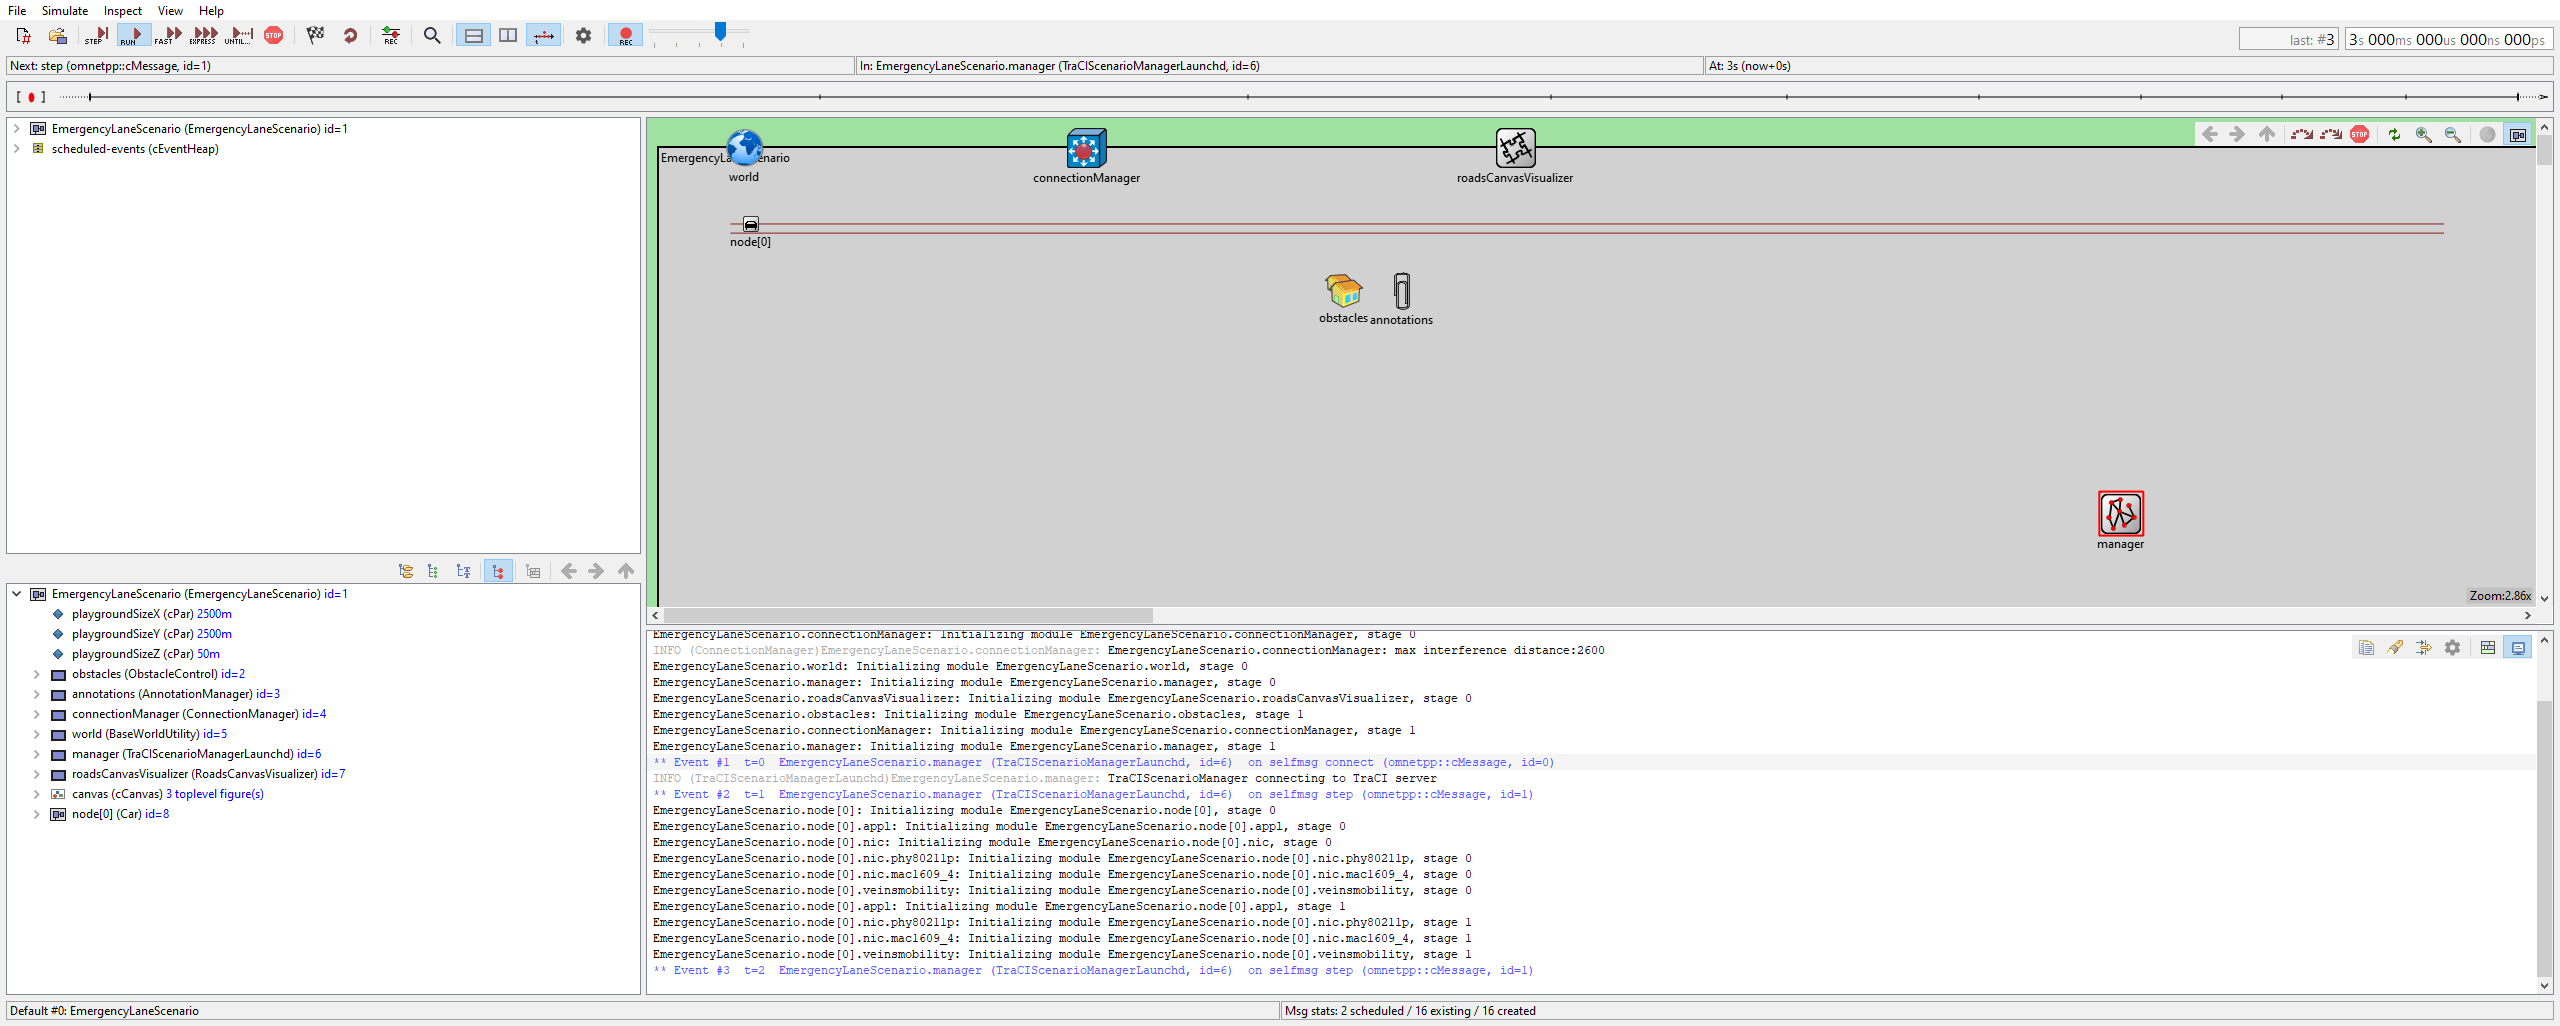 File Simulate Inspect View Help
STEP RUN FAST EXPRESS UNTIL... STOP REC REC
last: #3 3s 000ms 000us 000ns 000ps
Next: step (omnetpp::cMessage, id=1) In: EmergencyLaneScenario.manager (TraCIScenarioManagerLaunchd, id=6) At: 3s (now+0s)
EmergencyLaneScenario (EmergencyLaneScenario) id=1
scheduled-events (cEventHeap)
STOP
world
connectionManager
roadsCanvasVisualizer
node[0]
obstacles
annotations
manager
Zoom:2.86x
EmergencyLaneScenario (EmergencyLaneScenario) id=1
playgroundSizeX (cPar) 2500m
playgroundSizeY (cPar) 2500m
playgroundSizeZ (cPar) 50m
obstacles (ObstacleControl) id=2
annotations (AnnotationManager) id=3
connectionManager (ConnectionManager) id=4
world (BaseWorldUtility) id=5
manager (TraCIScenarioManagerLaunchd) id=6
roadsCanvasVisualizer (RoadsCanvasVisualizer) id=7
canvas (cCanvas) 3 toplevel figure(s)
node[0] (Car) id=8
EmergencyLaneScenario.connectionManager: Initializing module EmergencyLaneScenario.connectionManager, stage 0
INFO (ConnectionManager)EmergencyLaneScenario.connectionManager: EmergencyLaneScenario.connectionManager: max interference distance:2600
EmergencyLaneScenario.world: Initializing module EmergencyLaneScenario.world, stage 0
EmergencyLaneScenario.manager: Initializing module EmergencyLaneScenario.manager, stage 0
EmergencyLaneScenario.roadsCanvasVisualizer: Initializing module EmergencyLaneScenario.roadsCanvasVisualizer, stage 0
EmergencyLaneScenario.obstacles: Initializing module EmergencyLaneScenario.obstacles, stage 1
EmergencyLaneScenario.connectionManager: Initializing module EmergencyLaneScenario.connectionManager, stage 1
EmergencyLaneScenario.manager: Initializing module EmergencyLaneScenario.manager, stage 1
** Event #1 t=0 EmergencyLaneScenario.manager (TraCIScenarioManagerLaunchd, id=6) on selfmsg connect (omnetpp::cMessage, id=0)
INFO (TraCIScenarioManagerLaunchd)EmergencyLaneScenario.manager: TraCIScenarioManager connecting to TraCI server
** Event #2 t=1 EmergencyLaneScenario.manager (TraCIScenarioManagerLaunchd, id=6) on selfmsg step (omnetpp::cMessage, id=1)
EmergencyLaneScenario.node[0]: Initializing module EmergencyLaneScenario.node[0], stage 0
EmergencyLaneScenario.node[0].appl: Initializing module EmergencyLaneScenario.node[0].appl, stage 0
EmergencyLaneScenario.node[0].nic: Initializing module EmergencyLaneScenario.node[0].nic, stage 0
EmergencyLaneScenario.node[0].nic.phy80211p: Initializing module EmergencyLaneScenario.node[0].nic.phy80211p, stage 0
EmergencyLaneScenario.node[0].nic.mac1609_4: Initializing module EmergencyLaneScenario.node[0].nic.mac1609_4, stage 0
EmergencyLaneScenario.node[0].veinsmobility: Initializing module EmergencyLaneScenario.node[0].veinsmobility, stage 0
EmergencyLaneScenario.node[0].appl: Initializing module EmergencyLaneScenario.node[0].appl, stage 1
EmergencyLaneScenario.node[0].nic.phy80211p: Initializing module EmergencyLaneScenario.node[0].nic.phy80211p, stage 1
EmergencyLaneScenario.node[0].nic.mac1609_4: Initializing module EmergencyLaneScenario.node[0].nic.mac1609_4, stage 1
EmergencyLaneScenario.node[0].veinsmobility: Initializing module EmergencyLaneScenario.node[0].veinsmobility, stage 1
** Event #3 t=2 EmergencyLaneScenario.manager (TraCIScenarioManagerLaunchd, id=6) on selfmsg step (omnetpp::cMessage, id=1)
Default #0: EmergencyLaneScenario Msg stats: 2 scheduled / 16 existing / 16 created